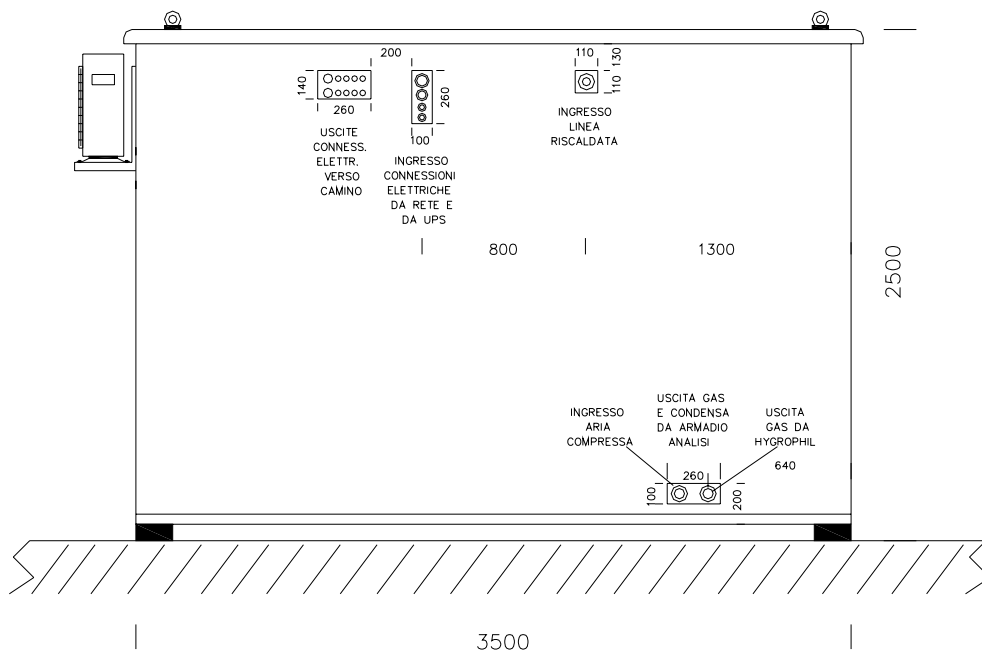 200
110
130
140
260
110
260
100
USCITE
CONNESS.
ELETTR.
VERSO
CAMINO
INGRESSO
CONNESSIONI
ELETTRICHE
DA RETE E
DA UPS
INGRESSO
LINEA
RISCALDATA
800
1300
2500
INGRESSO
ARIA
COMPRESSA
USCITA GAS
E CONDENSA
DA ARMADIO
ANALISI
USCITA
GAS DA
HYGROPHIL
640
260
100
200
3500